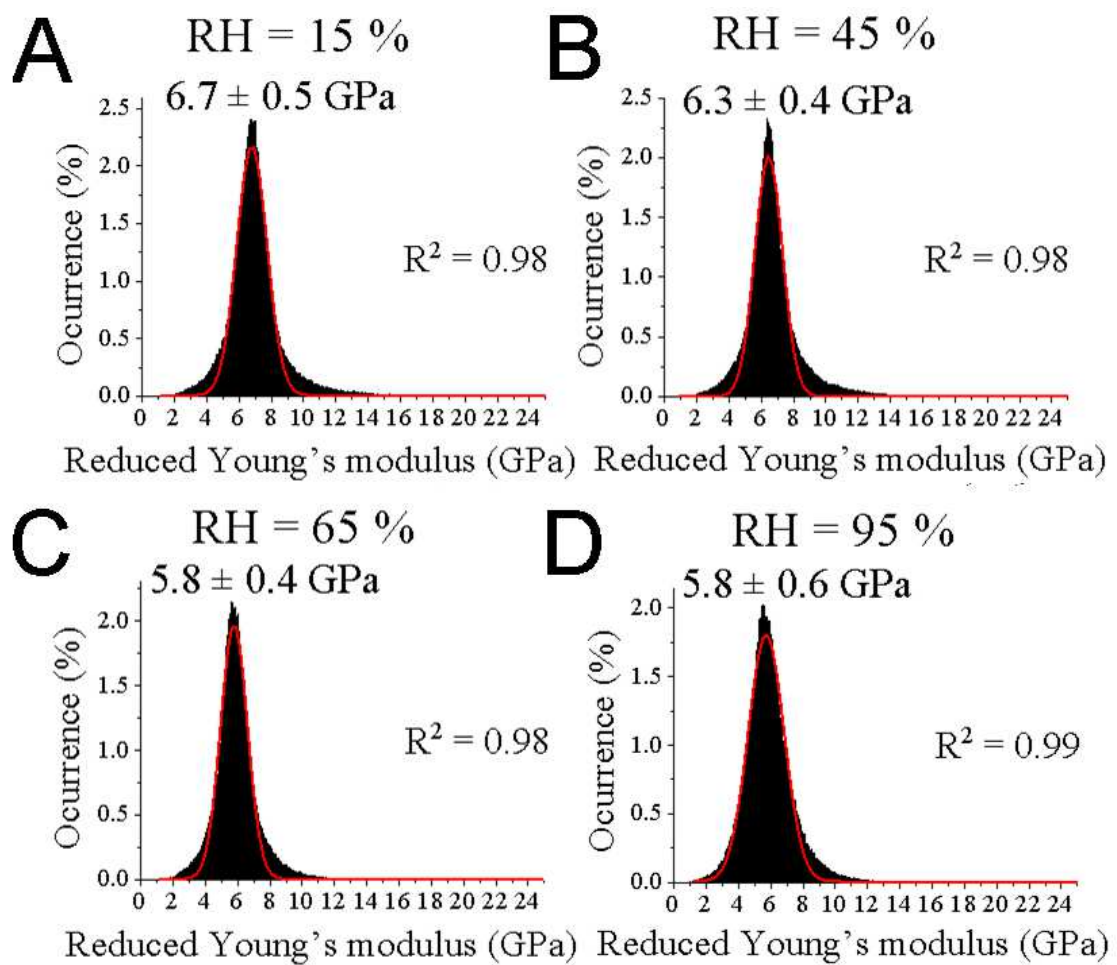 A
RH = 15 %
6.7 ± 0.5 GPa
2.5
2.0
1.5
1.0
0.5
0.0
Ocurrence (%)
R² = 0.98
0 2 4 6 8 10 12 14 16 18 20 22 24
Reduced Young's modulus (GPa)
B
RH = 45 %
6.3 ± 0.4 GPa
2.5
2.0
1.5
1.0
0.5
0.0
Ocurrence (%)
R² = 0.98
0 2 4 6 8 10 12 14 16 18 20 22 24
Reduced Young's modulus (GPa)
C
RH = 65 %
5.8 ± 0.4 GPa
2.0
1.5
1.0
0.5
0.0
Ocurrence (%)
R² = 0.98
0 2 4 6 8 10 12 14 16 18 20 22 24
Reduced Young's modulus (GPa)
D
RH = 95 %
5.8 ± 0.6 GPa
2.0
1.5
1.0
0.5
0.0
Ocurrence (%)
R² = 0.99
0 2 4 6 8 10 12 14 16 18 20 22 24
Reduced Young's modulus (GPa)